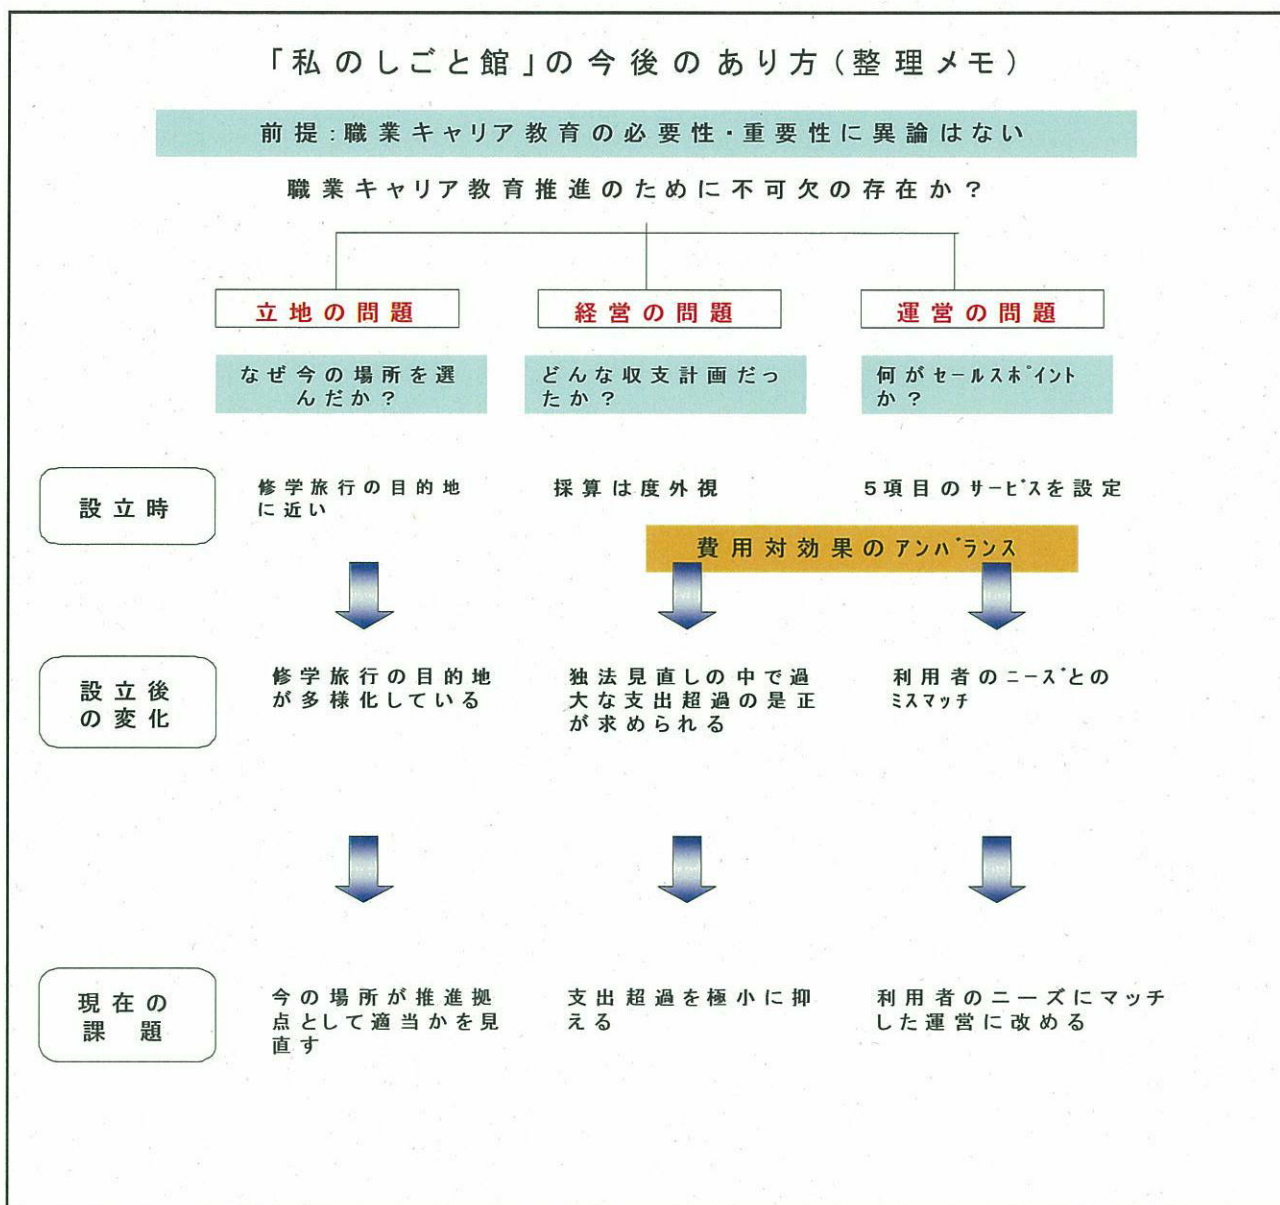 「私のしごと館」の今後のあり方(整理メモ)
前提:職業キャリア教育の必要性・重要性に異論はない
職業キャリア教育推進のために不可欠の存在か?
立地の問題
経営の問題
運営の問題
なぜ今の場所を選
んだか?
どんな収支計画だっ
たか?
何がセールスポイント
か?
設立時
修学旅行の目的地
に近い
採算は度外視
5項目のサービスを設定
費用対効果のアンバランス
設立後
の変化
修学旅行の目的地
が多様化している
独法見直しの中で過
大な支出超過の是正
が求められる
利用者のニーズとの
ミスマッチ
現在の
課 題
今の場所が推進拠
点として適当かを見
直す
支出超過を極小に抑
える
利用者のニーズにマッチ
した運営に改める